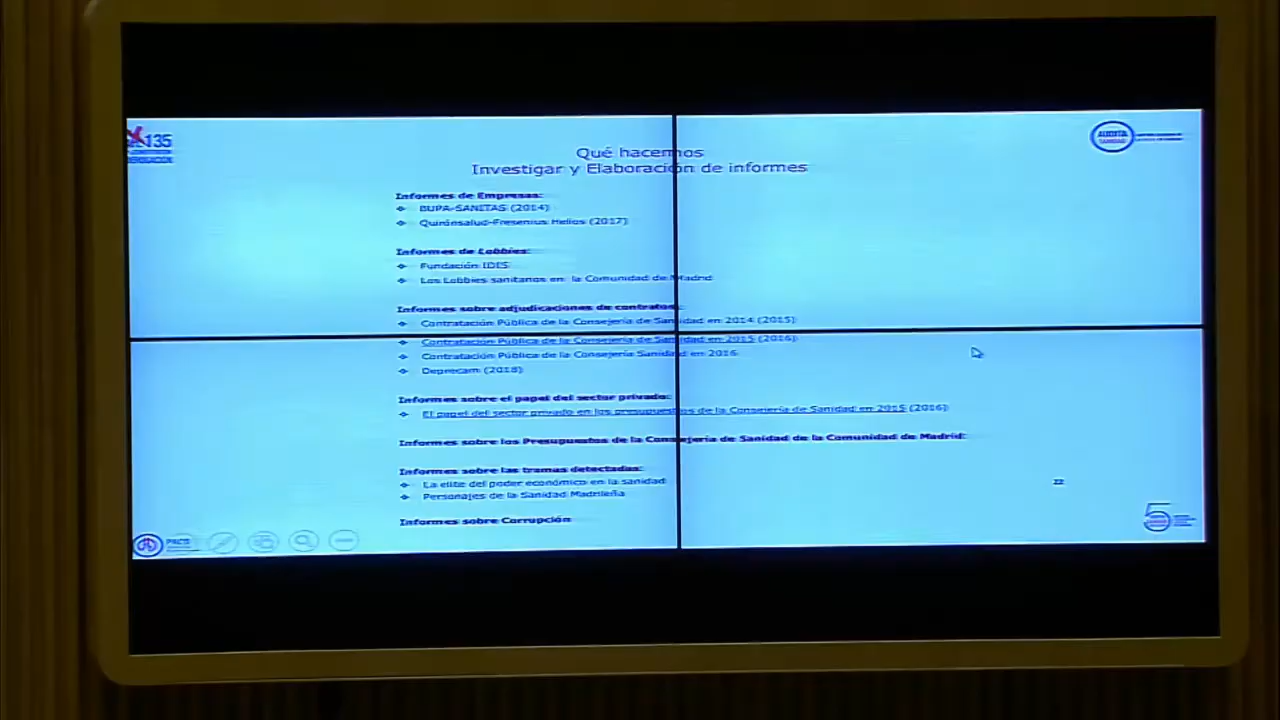 135
AUDITA
SANIDAD
Qué hacemos
Investigar y Elaboración de informes
Informes de Empresas:
❖ BUPA-SANITAS (2014)
❖ Quirónsalud-Fresenius Helios (2017)
Informes de Lobbies:
❖ Fundación IDIS
❖ Los Lobbies sanitarios en la Comunidad de Madrid
Informes sobre adjudicaciones de contratos:
❖ Contratación Pública de la Consejería de Sanidad en 2014 (2015)
❖ Contratación Pública de la Consejería de Sanidad en 2015 (2016)
❖ Contratación Pública de la Consejería Sanidad en 2016
❖ Deprecam (2018)
Informes sobre el papel del sector privado:
❖ El papel del sector privado en los presupuestos de la Consejería de Sanidad en 2015 (2016)
Informes sobre los Presupuestos de la Consejería de Sanidad de la Comunidad de Madrid:
Informes sobre las tramas detectadas:
❖ La elite del poder económico en la sanidad
❖ Personajes de la Sanidad Madrileña
22
Informes sobre Corrupción
5